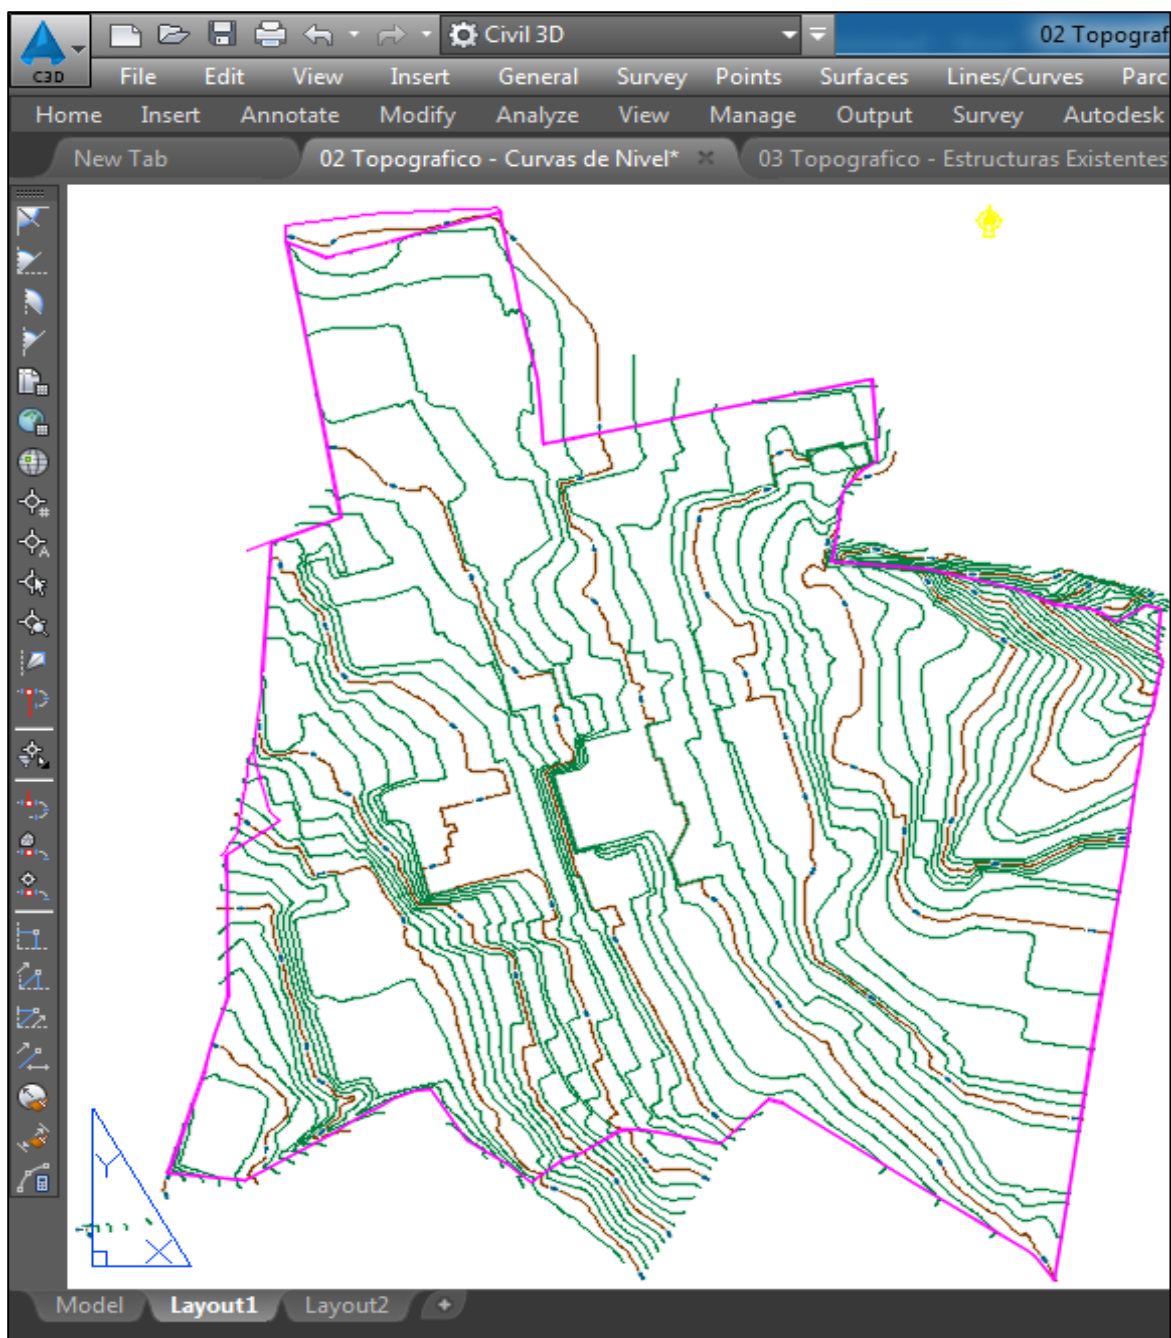 Civil 3D
02 Topograf
C3D
File Edit View Insert General Survey Points Surfaces Lines/Curves Parc
Home Insert Annotate Modify Analyze View Manage Output Survey Autodesk
New Tab 02 Topografico - Curvas de Nivel* 03 Topografico - Estructuras Existentes
Y
X
Model Layout1 Layout2